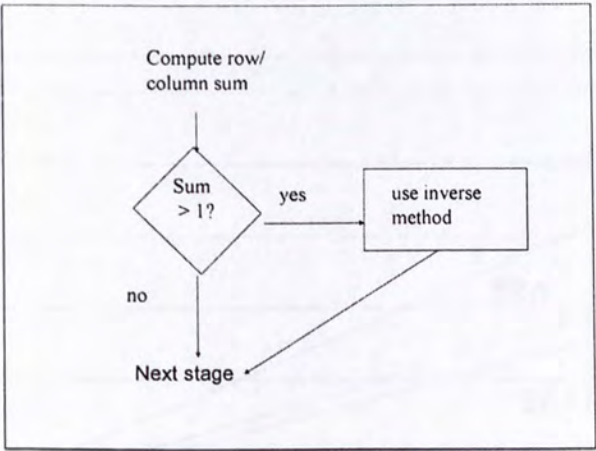 Compute row/
column sum
Sum
> 1?
yes
use inverse
method
no
Next stage